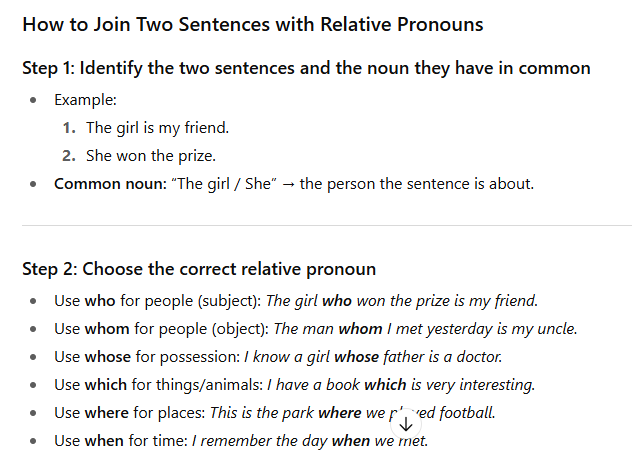 How to Join Two Sentences with Relative Pronouns
Step 1: Identify the two sentences and the noun they have in common
• Example:
1. The girl is my friend.
2. She won the prize.
• Common noun: “The girl / She” → the person the sentence is about.
Step 2: Choose the correct relative pronoun
• Use who for people (subject): The girl who won the prize is my friend.
• Use whom for people (object): The man whom I met yesterday is my uncle.
• Use whose for possession: I know a girl whose father is a doctor.
• Use which for things/animals: I have a book which is very interesting.
• Use where for places: This is the park where we football.
• Use when for time: I remember the day when we met.